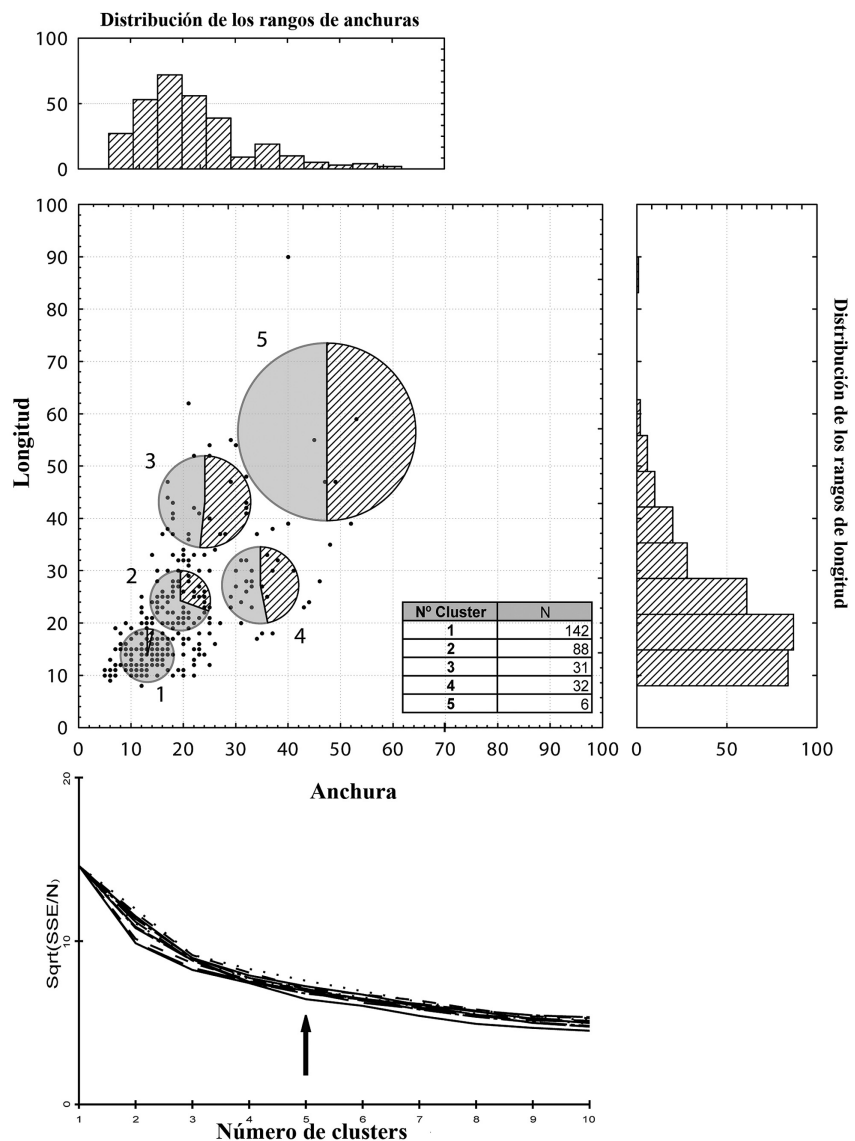 Distribución de los rangos de anchuras
100
50
0
100
90
80
70
60
50
40
30
20
10
0
Longitud
5
3
2
4
1
Nº Cluster N
1 142
2 88
3 31
4 32
5 6
0 10 20 30 40 50 60 70 80 90 100
Anchura
0 50 100
Distribución de los rangos de longitud
20
10
0
Sqrt(SSE/N)
1 2 3 4 5 6 7 8 9 10
Número de clusters